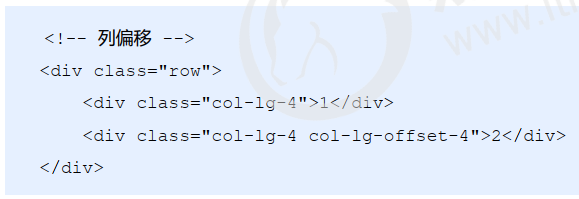 <!-- 列偏移 -->
<div class="row">
    <div class="col-lg-4">1</div>
    <div class="col-lg-4 col-lg-offset-4">2</div>
</div>